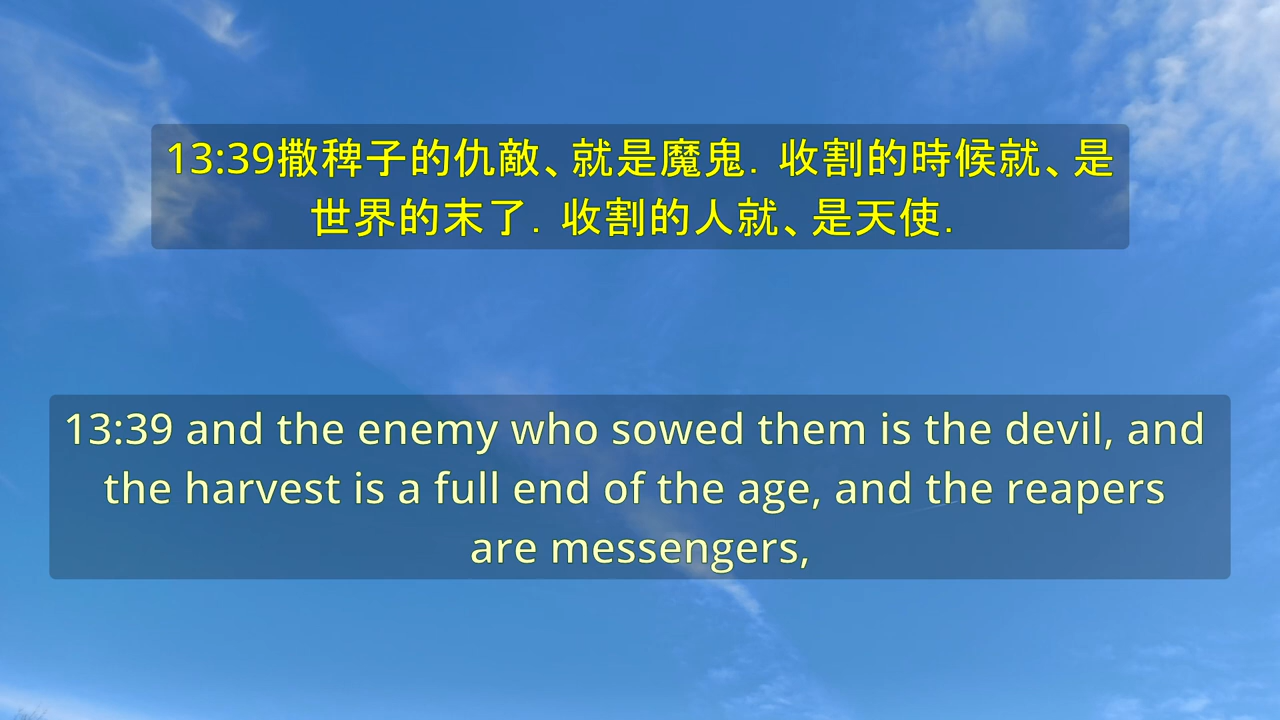 13:39撒稗子的仇敵、就是魔鬼．收割的時候就、是
世界的末了．收割的人就、是天使．
13:39 and the enemy who sowed them is the devil, and
the harvest is a full end of the age, and the reapers
are messengers,